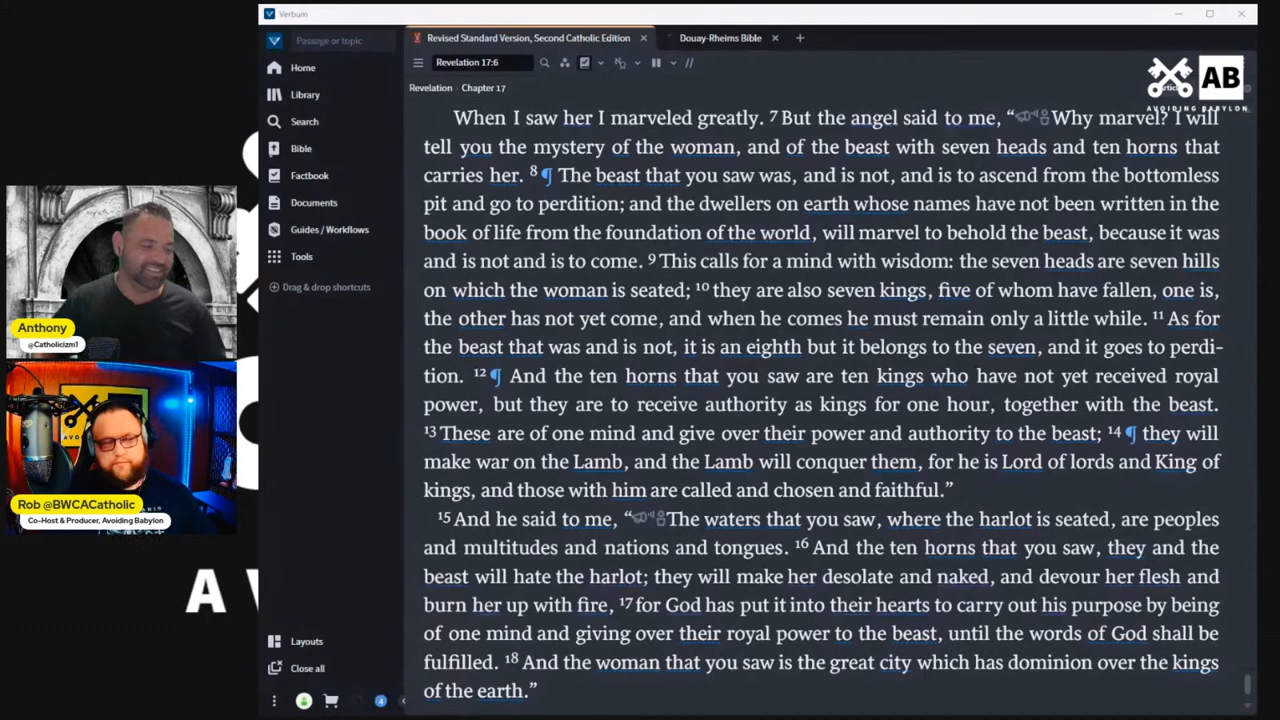 Verbum
Passage or topic
Home
Library
Search
Bible
Factbook
Documents
Guides / Workflows
Tools
Drag & drop shortcuts
Layouts
Close all
4
Revised Standard Version, Second Catholic Edition
Douay-Rheims Bible
Revelation 17:6
Revelation › Chapter 17
AB
AVOIDING BABYLON
When I saw her I marveled greatly. 7 But the angel said to me, “Why marvel? I will
tell you the mystery of the woman, and of the beast with seven heads and ten horns that
carries her. 8 ¶ The beast that you saw was, and is not, and is to ascend from the bottomless
pit and go to perdition; and the dwellers on earth whose names have not been written in the
book of life from the foundation of the world, will marvel to behold the beast, because it was
and is not and is to come. 9 This calls for a mind with wisdom: the seven heads are seven hills
on which the woman is seated; 10 they are also seven kings, five of whom have fallen, one is,
the other has not yet come, and when he comes he must remain only a little while. 11 As for
the beast that was and is not, it is an eighth but it belongs to the seven, and it goes to perdi-
tion. 12 ¶ And the ten horns that you saw are ten kings who have not yet received royal
power, but they are to receive authority as kings for one hour, together with the beast.
13 These are of one mind and give over their power and authority to the beast; 14 ¶ they will
make war on the Lamb, and the Lamb will conquer them, for he is Lord of lords and King of
kings, and those with him are called and chosen and faithful.”
15 And he said to me, “The waters that you saw, where the harlot is seated, are peoples
and multitudes and nations and tongues. 16 And the ten horns that you saw, they and the
beast will hate the harlot; they will make her desolate and naked, and devour her flesh and
burn her up with fire, 17 for God has put it into their hearts to carry out his purpose by being
of one mind and giving over their royal power to the beast, until the words of God shall be
fulfilled. 18 And the woman that you saw is the great city which has dominion over the kings
of the earth.”
Anthony
@Catholicizm1
Rob @BWCACatholic
Co-Host & Producer, Avoiding Babylon
A V